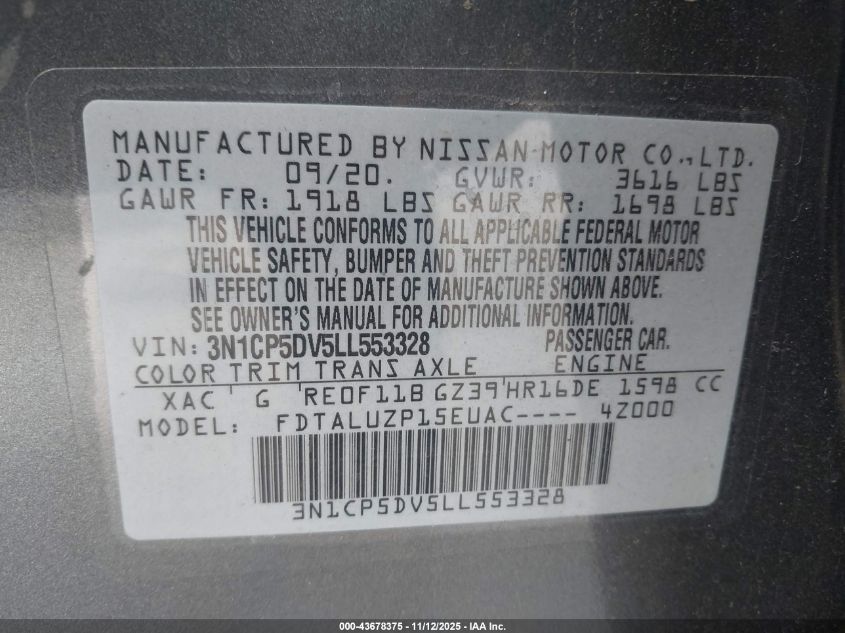 MANUFACTURED BY NISSAN MOTOR CO.,LTD.
DATE: 09/20. GVWR: 3616 LBS
GAWR FR: 1918 LBS GAWR RR: 1698 LBS
THIS VEHICLE CONFORMS TO ALL APPLICABLE FEDERAL MOTOR
VEHICLE SAFETY, BUMPER AND THEFT PREVENTION STANDARDS
IN EFFECT ON THE DATE OF MANUFACTURE SHOWN ABOVE.
SEE OWNER'S MANUAL FOR ADDITIONAL INFORMATION.
VIN: 3N1CP5DV5LL553328 PASSENGER CAR.
COLOR TRIM TRANS AXLE ENGINE
XAC G RE0F11B GZ39 HR16DE 1598 CC
MODEL: FDTALUZP15EUAC---- 4Z000
3N1CP5DV5LL553328
000-43678375 - 11/12/2025 - IAA Inc.